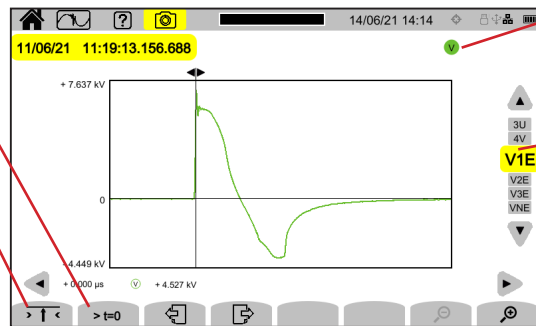 ? 14/06/21 14:14
11/06/21 11:19:13.156.688
V
+ 7.637 kV
3U
4V
V1E
0
V2E
V3E
VNE
4.449 kV
+ 0.000 µs V + 4.527 kV
> t=0